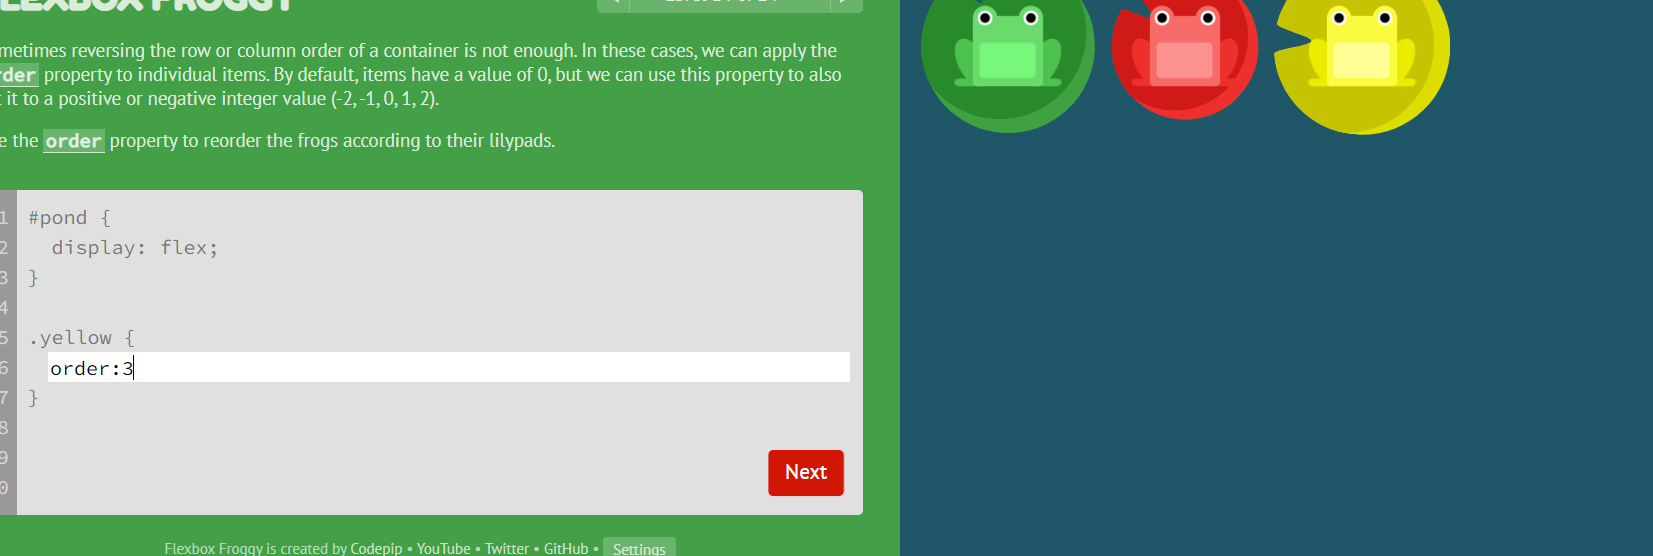 FLEXBOX FROGGY
metimes reversing the row or column order of a container is not enough. In these cases, we can apply the
rder property to individual items. By default, items have a value of 0, but we can use this property to also
it to a positive or negative integer value (-2, -1, 0, 1, 2).
e the order property to reorder the frogs according to their lilypads.
1 #pond {
2 display: flex;
3 }
4
5 .yellow {
6 order:3
7 }
8
9
0
Next
Flexbox Froggy is created by Codepip • YouTube • Twitter • GitHub • Settings